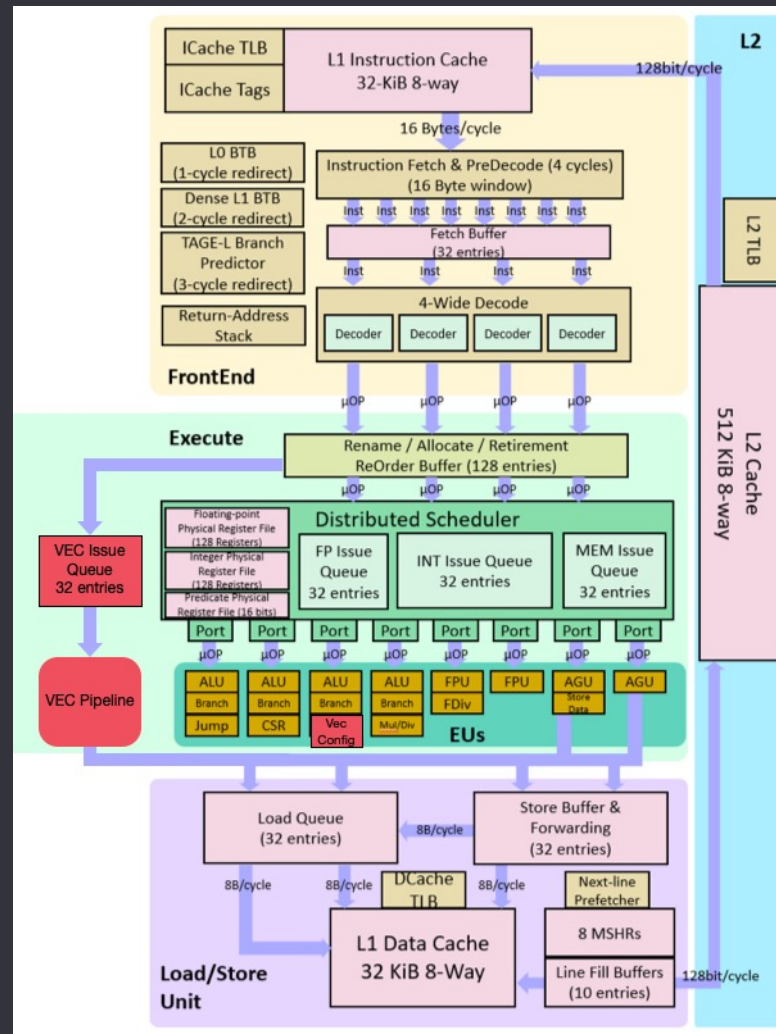 ICache TLB
ICache Tags
L1 Instruction Cache
32-KiB 8-way
128bit/cycle
L2
16 Bytes/cycle
L0 BTB
(1-cycle redirect)
Dense L1 BTB
(2-cycle redirect)
TAGE-L Branch
Predictor
(3-cycle redirect)
Return-Address
Stack
Instruction Fetch & PreDecode (4 cycles)
(16 Byte window)
Inst Inst Inst Inst Inst Inst Inst Inst
Fetch Buffer
(32 entries)
Inst Inst Inst Inst
4-Wide Decode
Decoder Decoder Decoder Decoder
FrontEnd
L2 TLB
L2 Cache
512 KiB 8-way
μOP μOP μOP μOP
Execute
Rename / Allocate / Retirement
ReOrder Buffer (128 entries)
μOP μOP μOP μOP
VEC Issue
Queue
32 entries
VEC Pipeline
Distributed Scheduler
Floating-point
Physical Register File
(128 Registers)
Integer Physical
Register File
(128 Registers)
Predicate Physical
Register File (16 bits)
FP Issue
Queue
32 entries
INT Issue Queue
32 entries
MEM Issue
Queue
32 entries
Port Port Port Port Port Port Port Port
μOP μOP μOP μOP μOP μOP μOP μOP
ALU ALU ALU ALU FPU FPU AGU AGU
Branch Branch Branch Branch FDiv Store
Data
Jump CSR Vec
Config Mul/Div
EUs
Load Queue
(32 entries)
8B/cycle
Store Buffer &
Forwarding
(32 entries)
8B/cycle 8B/cycle 8B/cycle
DCache
TLB
Next-line
Prefetcher
L1 Data Cache
32 KiB 8-Way
8 MSHRs
Line Fill Buffers
(10 entries)
128bit/cycle
Load/Store
Unit